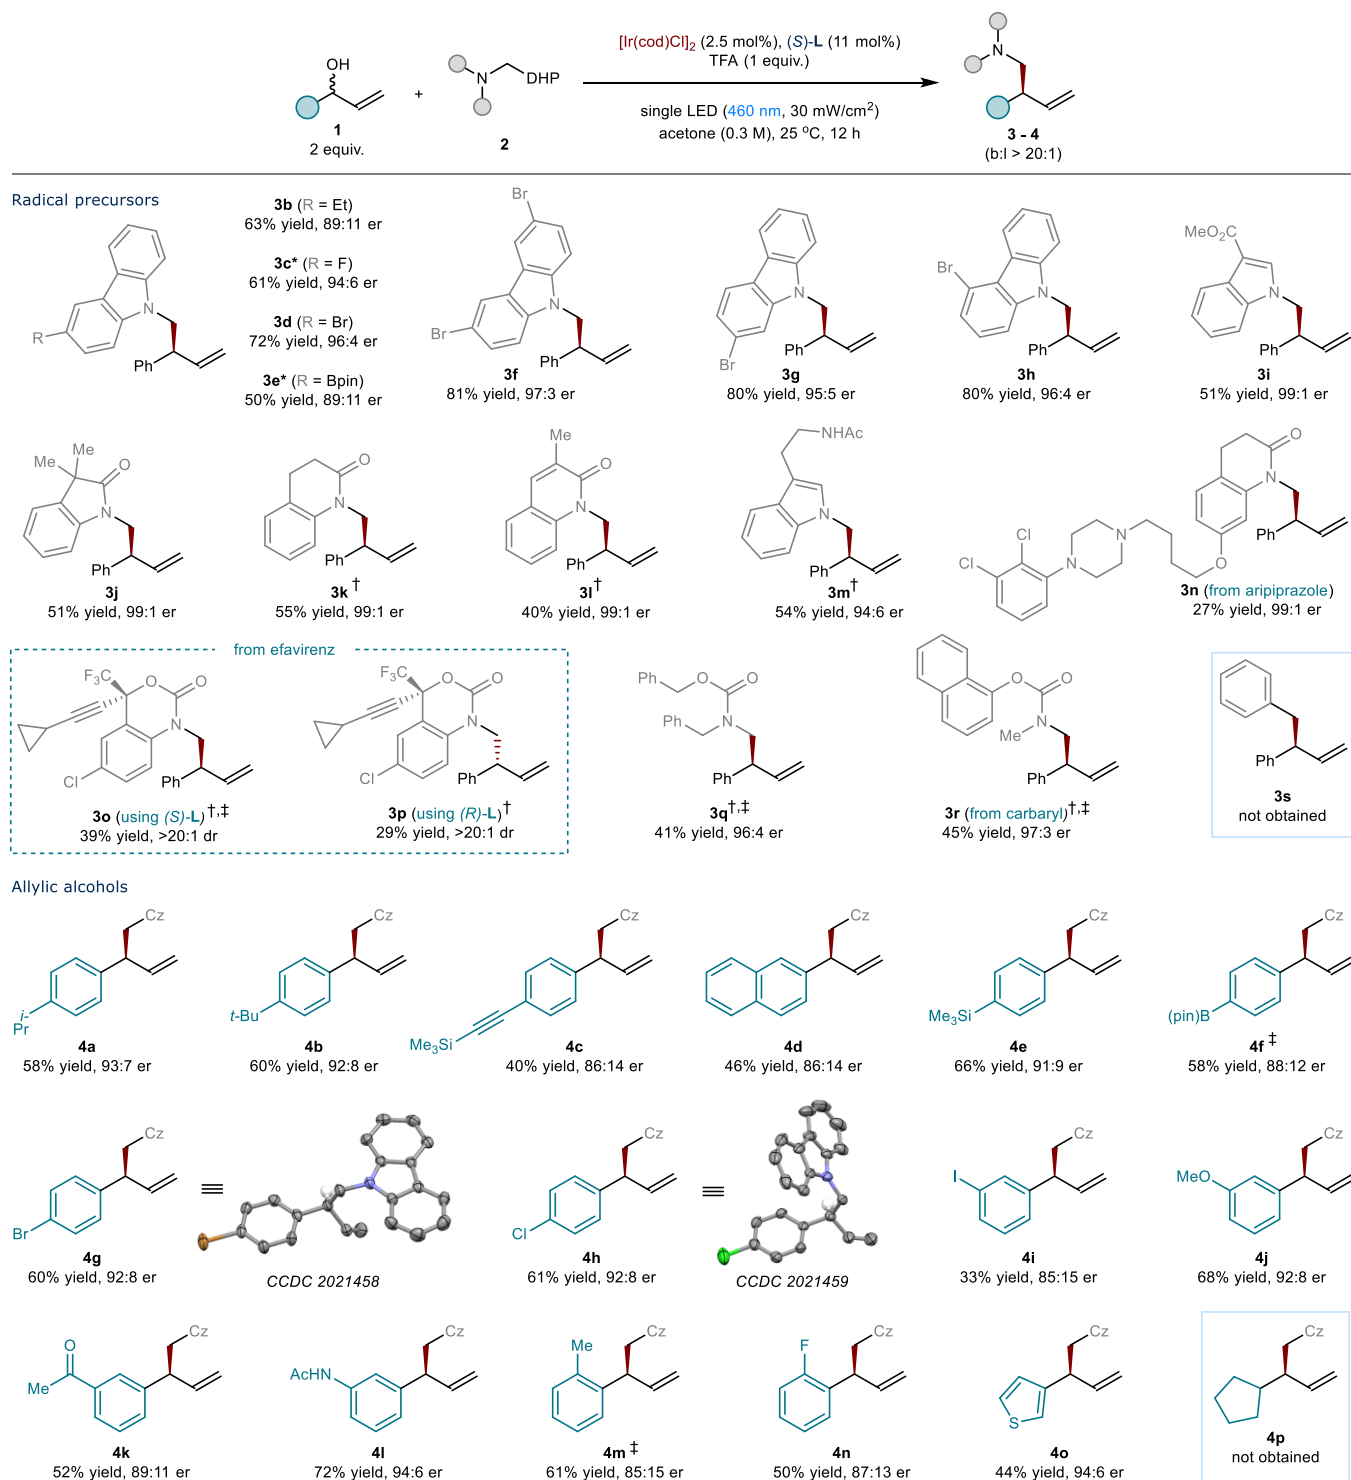 OH
1
2 equiv.
+
N
DHP
2
[Ir(cod)Cl]2 (2.5 mol%), (S)-L (11 mol%)
TFA (1 equiv.)
single LED (460 nm, 30 mW/cm2)
acetone (0.3 M), 25 oC, 12 h
N
3 - 4
(b:l > 20:1)
Radical precursors
R
N
Ph
3b (R = Et)
63% yield, 89:11 er
3c* (R = F)
61% yield, 94:6 er
3d (R = Br)
72% yield, 96:4 er
3e* (R = Bpin)
50% yield, 89:11 er
Br
Br
N
Ph
3f
81% yield, 97:3 er
Br
N
Ph
3g
80% yield, 95:5 er
Br
N
Ph
3h
80% yield, 96:4 er
MeO2C
N
Ph
3i
51% yield, 99:1 er
Me
Me
O
N
Ph
3j
51% yield, 99:1 er
O
N
Ph
3k †
55% yield, 99:1 er
Me
O
N
Ph
3l †
40% yield, 99:1 er
NHAc
N
Ph
3m †
54% yield, 94:6 er
Cl
Cl
N
N
O
O
N
Ph
3n (from aripiprazole)
27% yield, 99:1 er
from efavirenz
F3C
O
O
N
Cl
Ph
3o (using (S)-L) †,‡
39% yield, >20:1 dr
F3C
O
O
N
Cl
Ph
3p (using (R)-L) †
29% yield, >20:1 dr
Ph
O
O
N
Ph
Ph
3q †,‡
41% yield, 96:4 er
O
O
N
Me
Ph
3r (from carbaryl) †,‡
45% yield, 97:3 er
Ph
3s
not obtained
Allylic alcohols
Cz
i-
Pr
4a
58% yield, 93:7 er
Cz
t-Bu
4b
60% yield, 92:8 er
Cz
Me3Si
4c
40% yield, 86:14 er
Cz
4d
46% yield, 86:14 er
Cz
Me3Si
4e
66% yield, 91:9 er
Cz
(pin)B
4f ‡
58% yield, 88:12 er
Cz
Br
4g
60% yield, 92:8 er
≡
CCDC 2021458
Cz
Cl
4h
61% yield, 92:8 er
≡
CCDC 2021459
Cz
I
4i
33% yield, 85:15 er
Cz
MeO
4j
68% yield, 92:8 er
Cz
O
Me
4k
52% yield, 89:11 er
Cz
AcHN
4l
72% yield, 94:6 er
Cz
Me
4m ‡
61% yield, 85:15 er
Cz
F
4n
50% yield, 87:13 er
Cz
S
4o
44% yield, 94:6 er
Cz
4p
not obtained